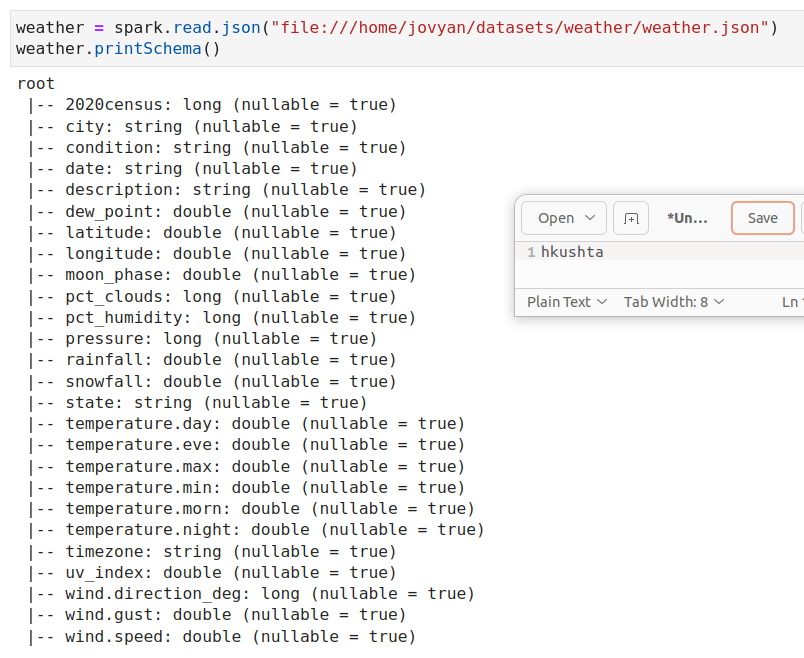 weather = spark.read.json("file:///home/jovyan/datasets/weather/weather.json")
weather.printSchema()
root
 |-- 2020census: long (nullable = true)
 |-- city: string (nullable = true)
 |-- condition: string (nullable = true)
 |-- date: string (nullable = true)
 |-- description: string (nullable = true)
 |-- dew_point: double (nullable = true)
 |-- latitude: double (nullable = true)
 |-- longitude: double (nullable = true)
 |-- moon_phase: double (nullable = true)
 |-- pct_clouds: long (nullable = true)
 |-- pct_humidity: long (nullable = true)
 |-- pressure: long (nullable = true)
 |-- rainfall: double (nullable = true)
 |-- snowfall: double (nullable = true)
 |-- state: string (nullable = true)
 |-- temperature.day: double (nullable = true)
 |-- temperature.eve: double (nullable = true)
 |-- temperature.max: double (nullable = true)
 |-- temperature.min: double (nullable = true)
 |-- temperature.morn: double (nullable = true)
 |-- temperature.night: double (nullable = true)
 |-- timezone: string (nullable = true)
 |-- uv_index: double (nullable = true)
 |-- wind.direction_deg: long (nullable = true)
 |-- wind.gust: double (nullable = true)
 |-- wind.speed: double (nullable = true)
Open *Un... Save
1 hkushta
Plain Text Tab Width: 8 Ln